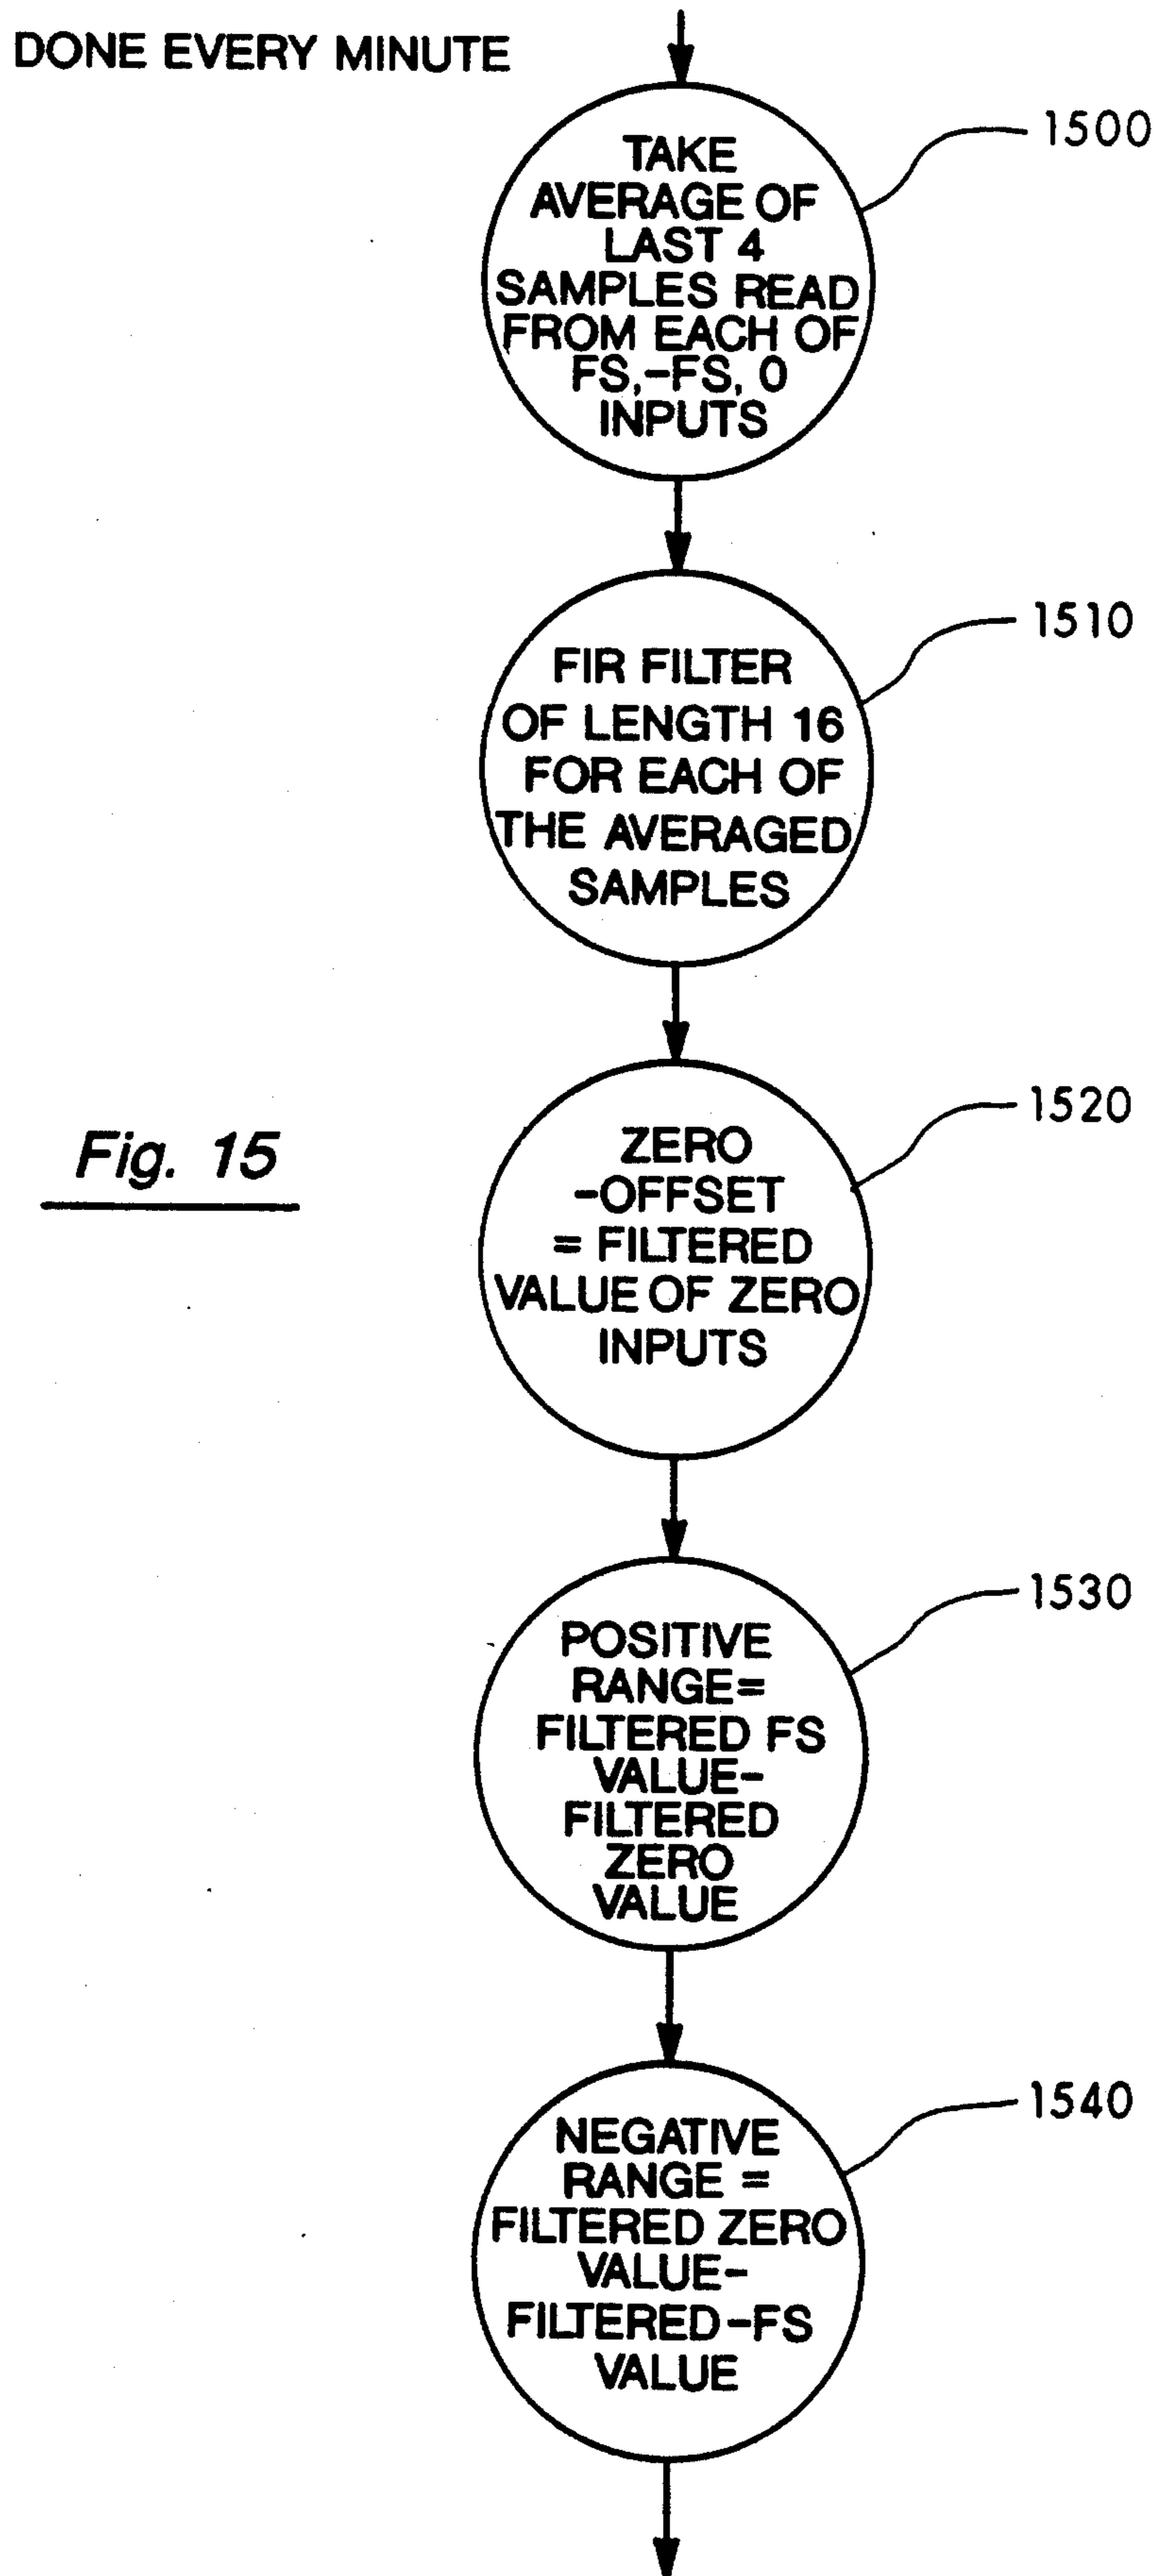 DONE EVERY MINUTE
TAKE
AVERAGE OF
LAST 4
SAMPLES READ
FROM EACH OF
FS,-FS, 0
INPUTS
1500
FIR FILTER
OF LENGTH 16
FOR EACH OF
THE AVERAGED
SAMPLES
1510
ZERO
-OFFSET
= FILTERED
VALUE OF ZERO
INPUTS
1520
Fig. 15
POSITIVE
RANGE=
FILTERED FS
VALUE-
FILTERED
ZERO
VALUE
1530
NEGATIVE
RANGE =
FILTERED ZERO
VALUE-
FILTERED-FS
VALUE
1540